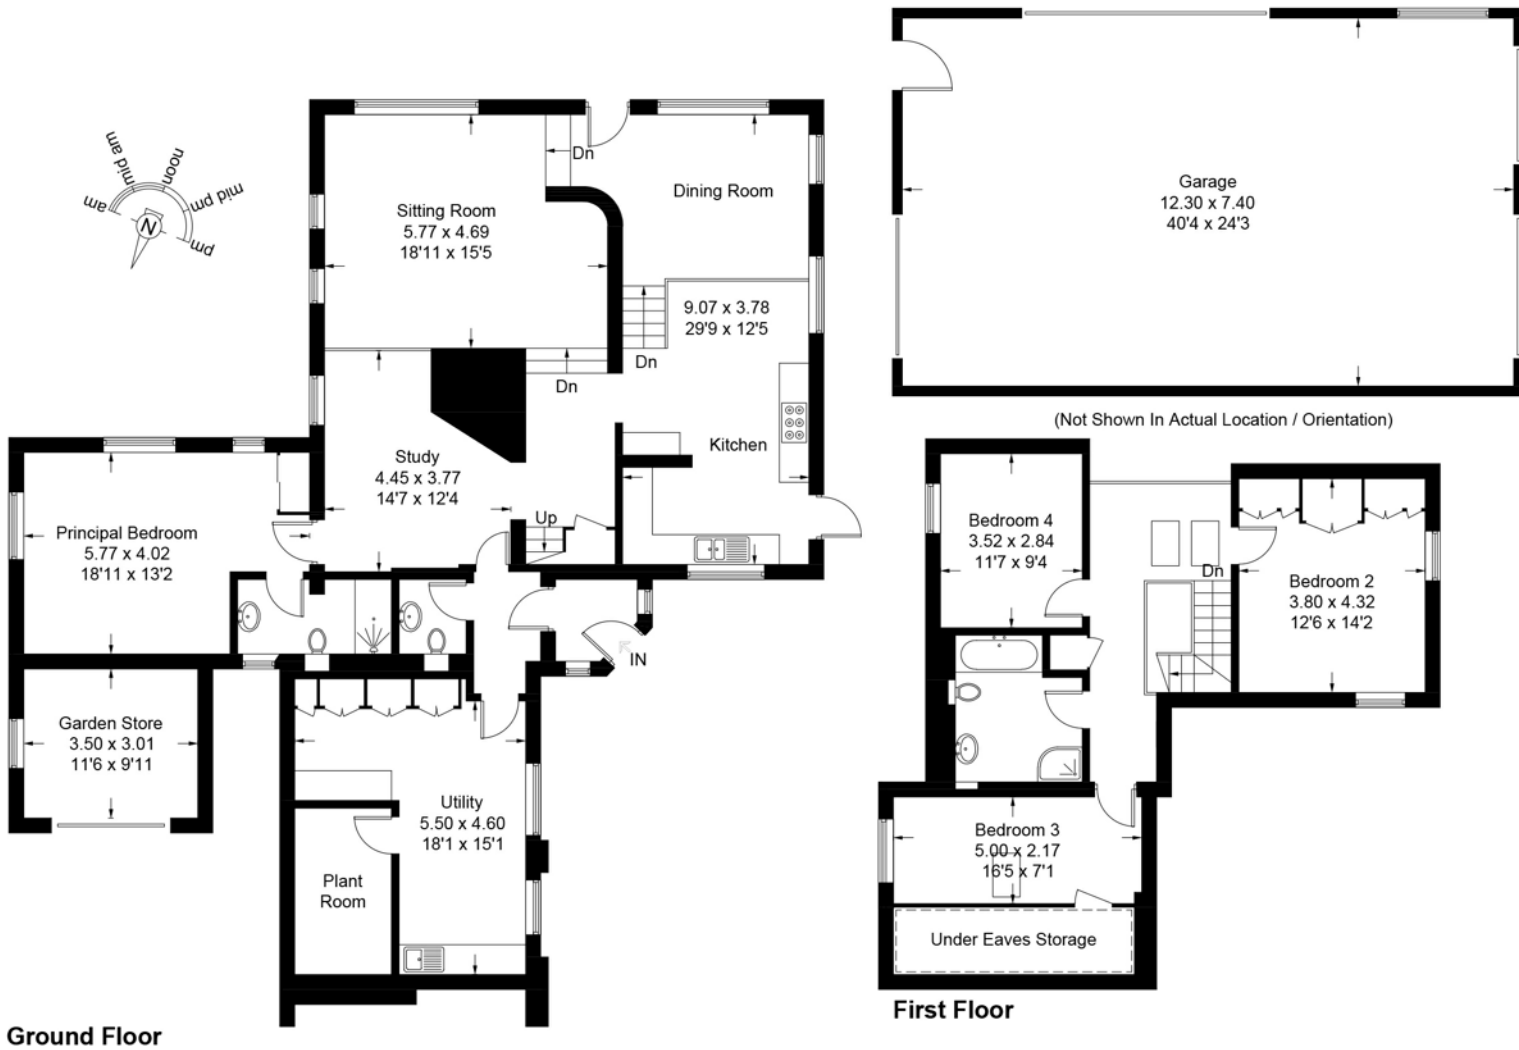 am
mid am
noon
mid pm
pm
N
Sitting Room
5.77 x 4.69
18'11 x 15'5
Dn
Dining Room
9.07 x 3.78
29'9 x 12'5
Dn
Dn
Kitchen
Study
4.45 x 3.77
14'7 x 12'4
Up
Principal Bedroom
5.77 x 4.02
18'11 x 13'2
IN
Garden Store
3.50 x 3.01
11'6 x 9'11
Utility
5.50 x 4.60
18'1 x 15'1
Plant
Room
Ground Floor
Garage
12.30 x 7.40
40'4 x 24'3
(Not Shown In Actual Location / Orientation)
Bedroom 4
3.52 x 2.84
11'7 x 9'4
Dn
Bedroom 2
3.80 x 4.32
12'6 x 14'2
Bedroom 3
5.00 x 2.17
16'5 x 7'1
Under Eaves Storage
First Floor